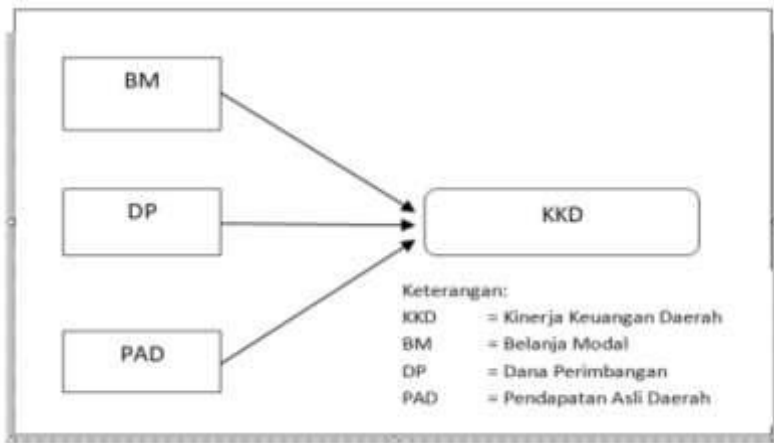 BM
DP
KKD
PAD
Keterangan:
KKD = Kinerja Keuangan Daerah
BM = Belanja Modal
DP = Dana Perimbangan
PAD = Pendapatan Asli Daerah